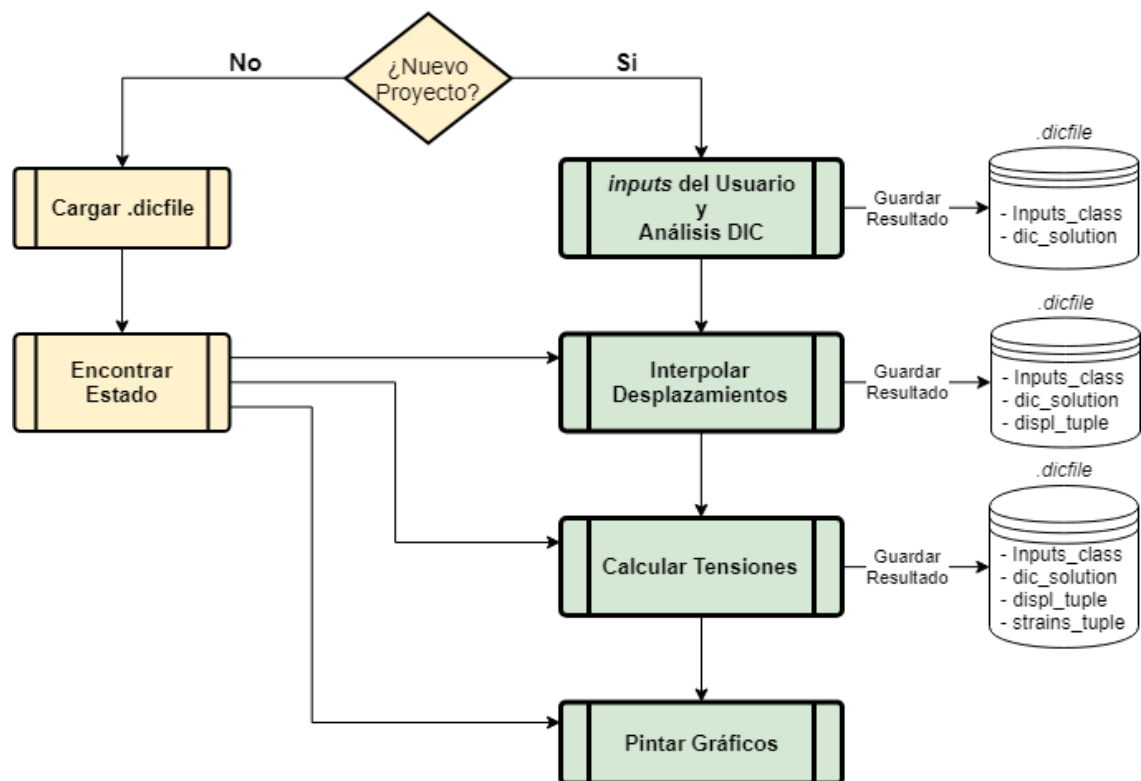 ¿Nuevo
Proyecto?
No
Si
Cargar .dicfile
inputs del Usuario
y
Análisis DIC
Guardar
Resultado
.dicfile
- Inputs_class
- dic_solution
Encontrar
Estado
Interpolar
Desplazamientos
Guardar
Resultado
.dicfile
- Inputs_class
- dic_solution
- displ_tuple
Calcular Tensiones
Guardar
Resultado
.dicfile
- Inputs_class
- dic_solution
- displ_tuple
- strains_tuple
Pintar Gráficos